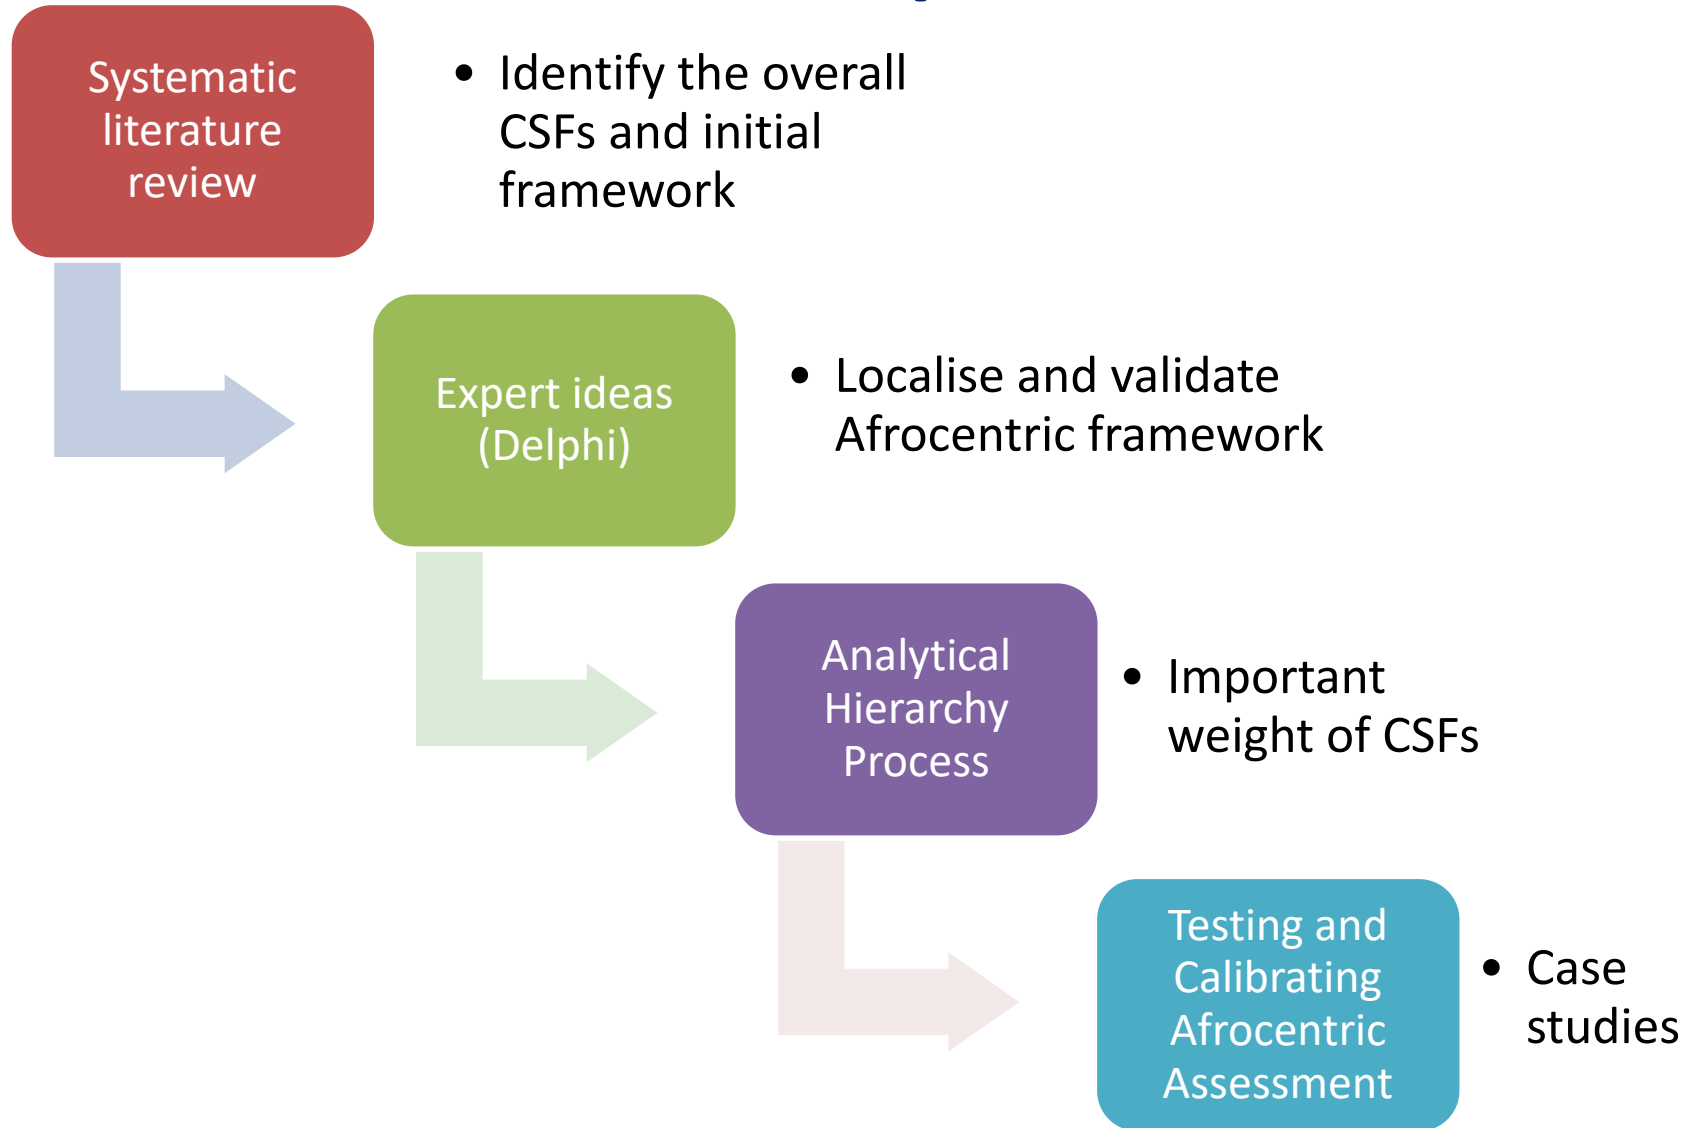 Systematic
literature
review
• Identify the overall
CSFs and initial
framework
Expert ideas
(Delphi)
• Localise and validate
Afrocentric framework
Analytical
Hierarchy
Process
• Important
weight of CSFs
Testing and
Calibrating
Afrocentric
Assessment
• Case
studies